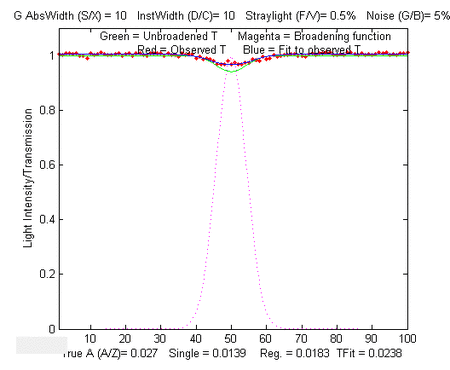 G AbsWidth (S/X) = 10 InstWidth (D/C)= 10 Straylight (F/V)= 0.5% Noise (G/B)= 5%
Green = Unbroadened T Magenta = Broadening function
Red = Observed T Blue = Fit to observed T
1
0.8
0.6
0.4
0.2
0
Light Intensity/Transmission
10 20 30 40 50 60 70 80 90 100
True A (A/Z)= 0.027 Single = 0.0139 Reg. = 0.0183 TFit = 0.0238